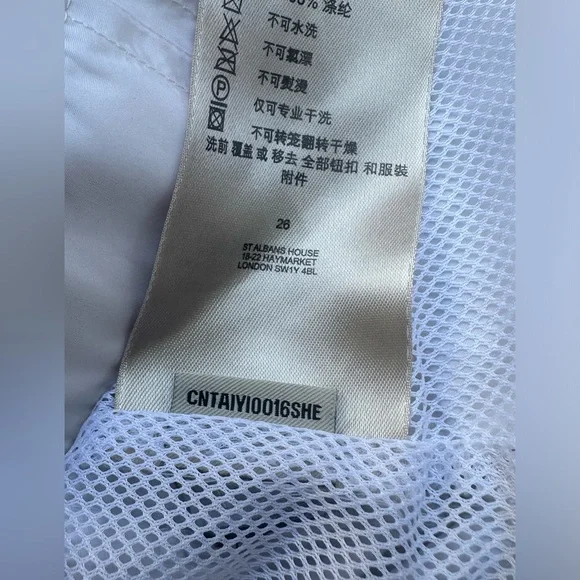 涤纶
不可水洗
不可氯漂
不可熨烫
P
仅可专业干洗
不可转笼翻转干燥
洗前 覆盖 或 移去 全部钮扣 和服装
附件
26
ST ALBANS HOUSE
18-22 HAYMARKET
LONDON SW1Y 4BL
CNTAIYI0016SHE